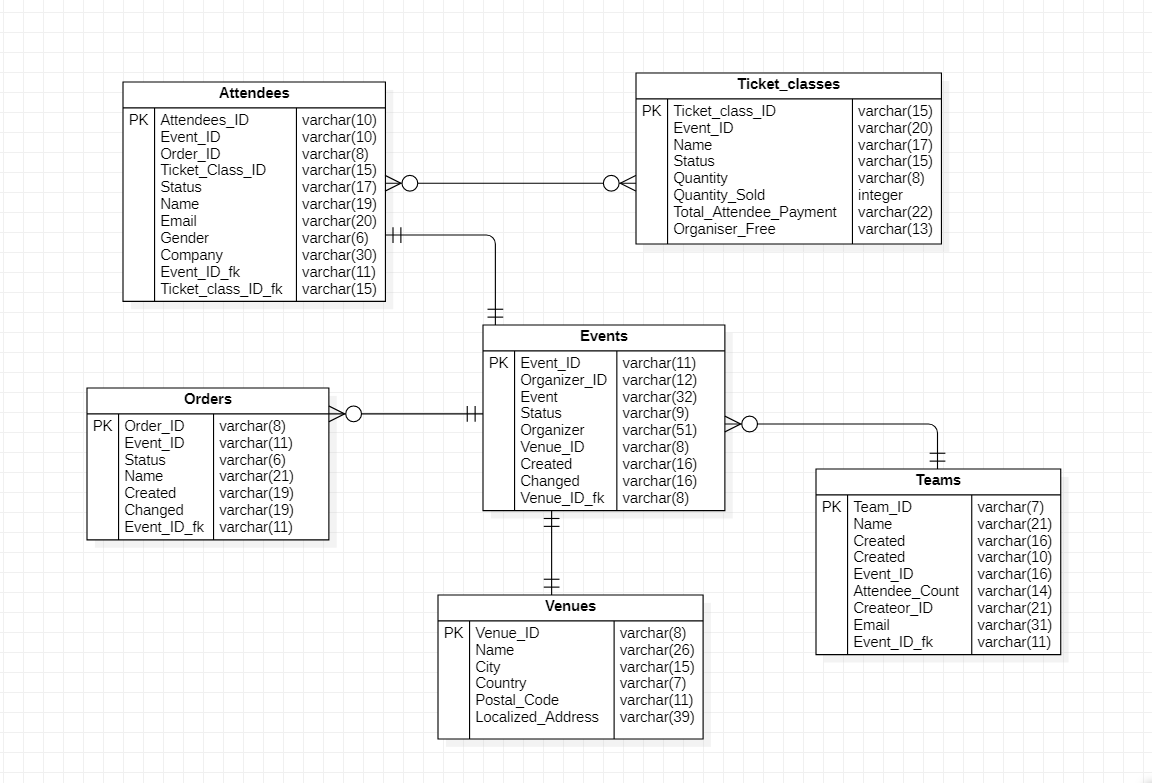 Attendees
PK Attendees_ID varchar(10)
Event_ID varchar(10)
Order_ID varchar(8)
Ticket_Class_ID varchar(15)
Status varchar(17)
Name varchar(19)
Email varchar(20)
Gender varchar(6)
Company varchar(30)
Event_ID_fk varchar(11)
Ticket_class_ID_fk varchar(15)
Ticket_classes
PK Ticket_class_ID varchar(15)
Event_ID varchar(20)
Name varchar(17)
Status varchar(15)
Quantity varchar(8)
Quantity_Sold integer
Total_Attendee_Payment varchar(22)
Organiser_Free varchar(13)
Events
PK Event_ID varchar(11)
Organizer_ID varchar(12)
Event varchar(32)
Status varchar(9)
Organizer varchar(51)
Venue_ID varchar(8)
Created varchar(16)
Changed varchar(16)
Venue_ID_fk varchar(8)
Orders
PK Order_ID varchar(8)
Event_ID varchar(11)
Status varchar(6)
Name varchar(21)
Created varchar(19)
Changed varchar(19)
Event_ID_fk varchar(11)
Teams
PK Team_ID varchar(7)
Name varchar(21)
Created varchar(16)
Created varchar(10)
Event_ID varchar(16)
Attendee_Count varchar(14)
Createor_ID varchar(21)
Email varchar(31)
Event_ID_fk varchar(11)
Venues
PK Venue_ID varchar(8)
Name varchar(26)
City varchar(15)
Country varchar(7)
Postal_Code varchar(11)
Localized_Address varchar(39)